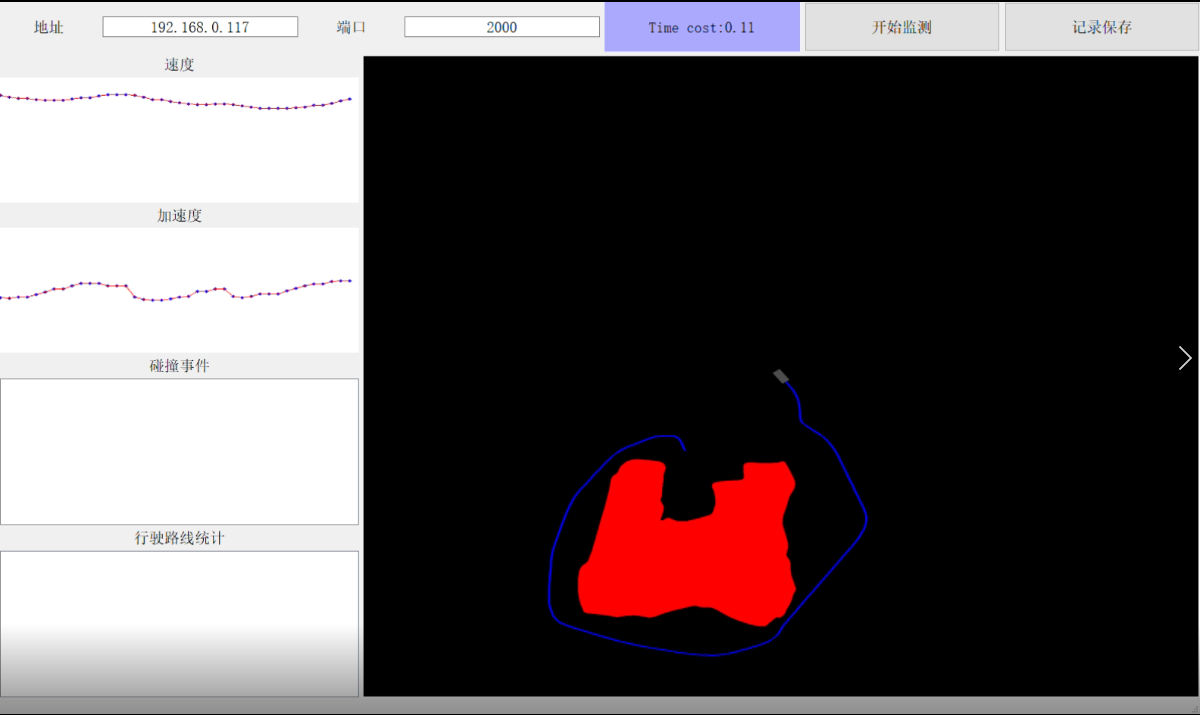 地址 192.168.0.117 端口 2000 Time cost:0.11 开始监测 记录保存
速度
加速度
碰撞事件
行驶路线统计